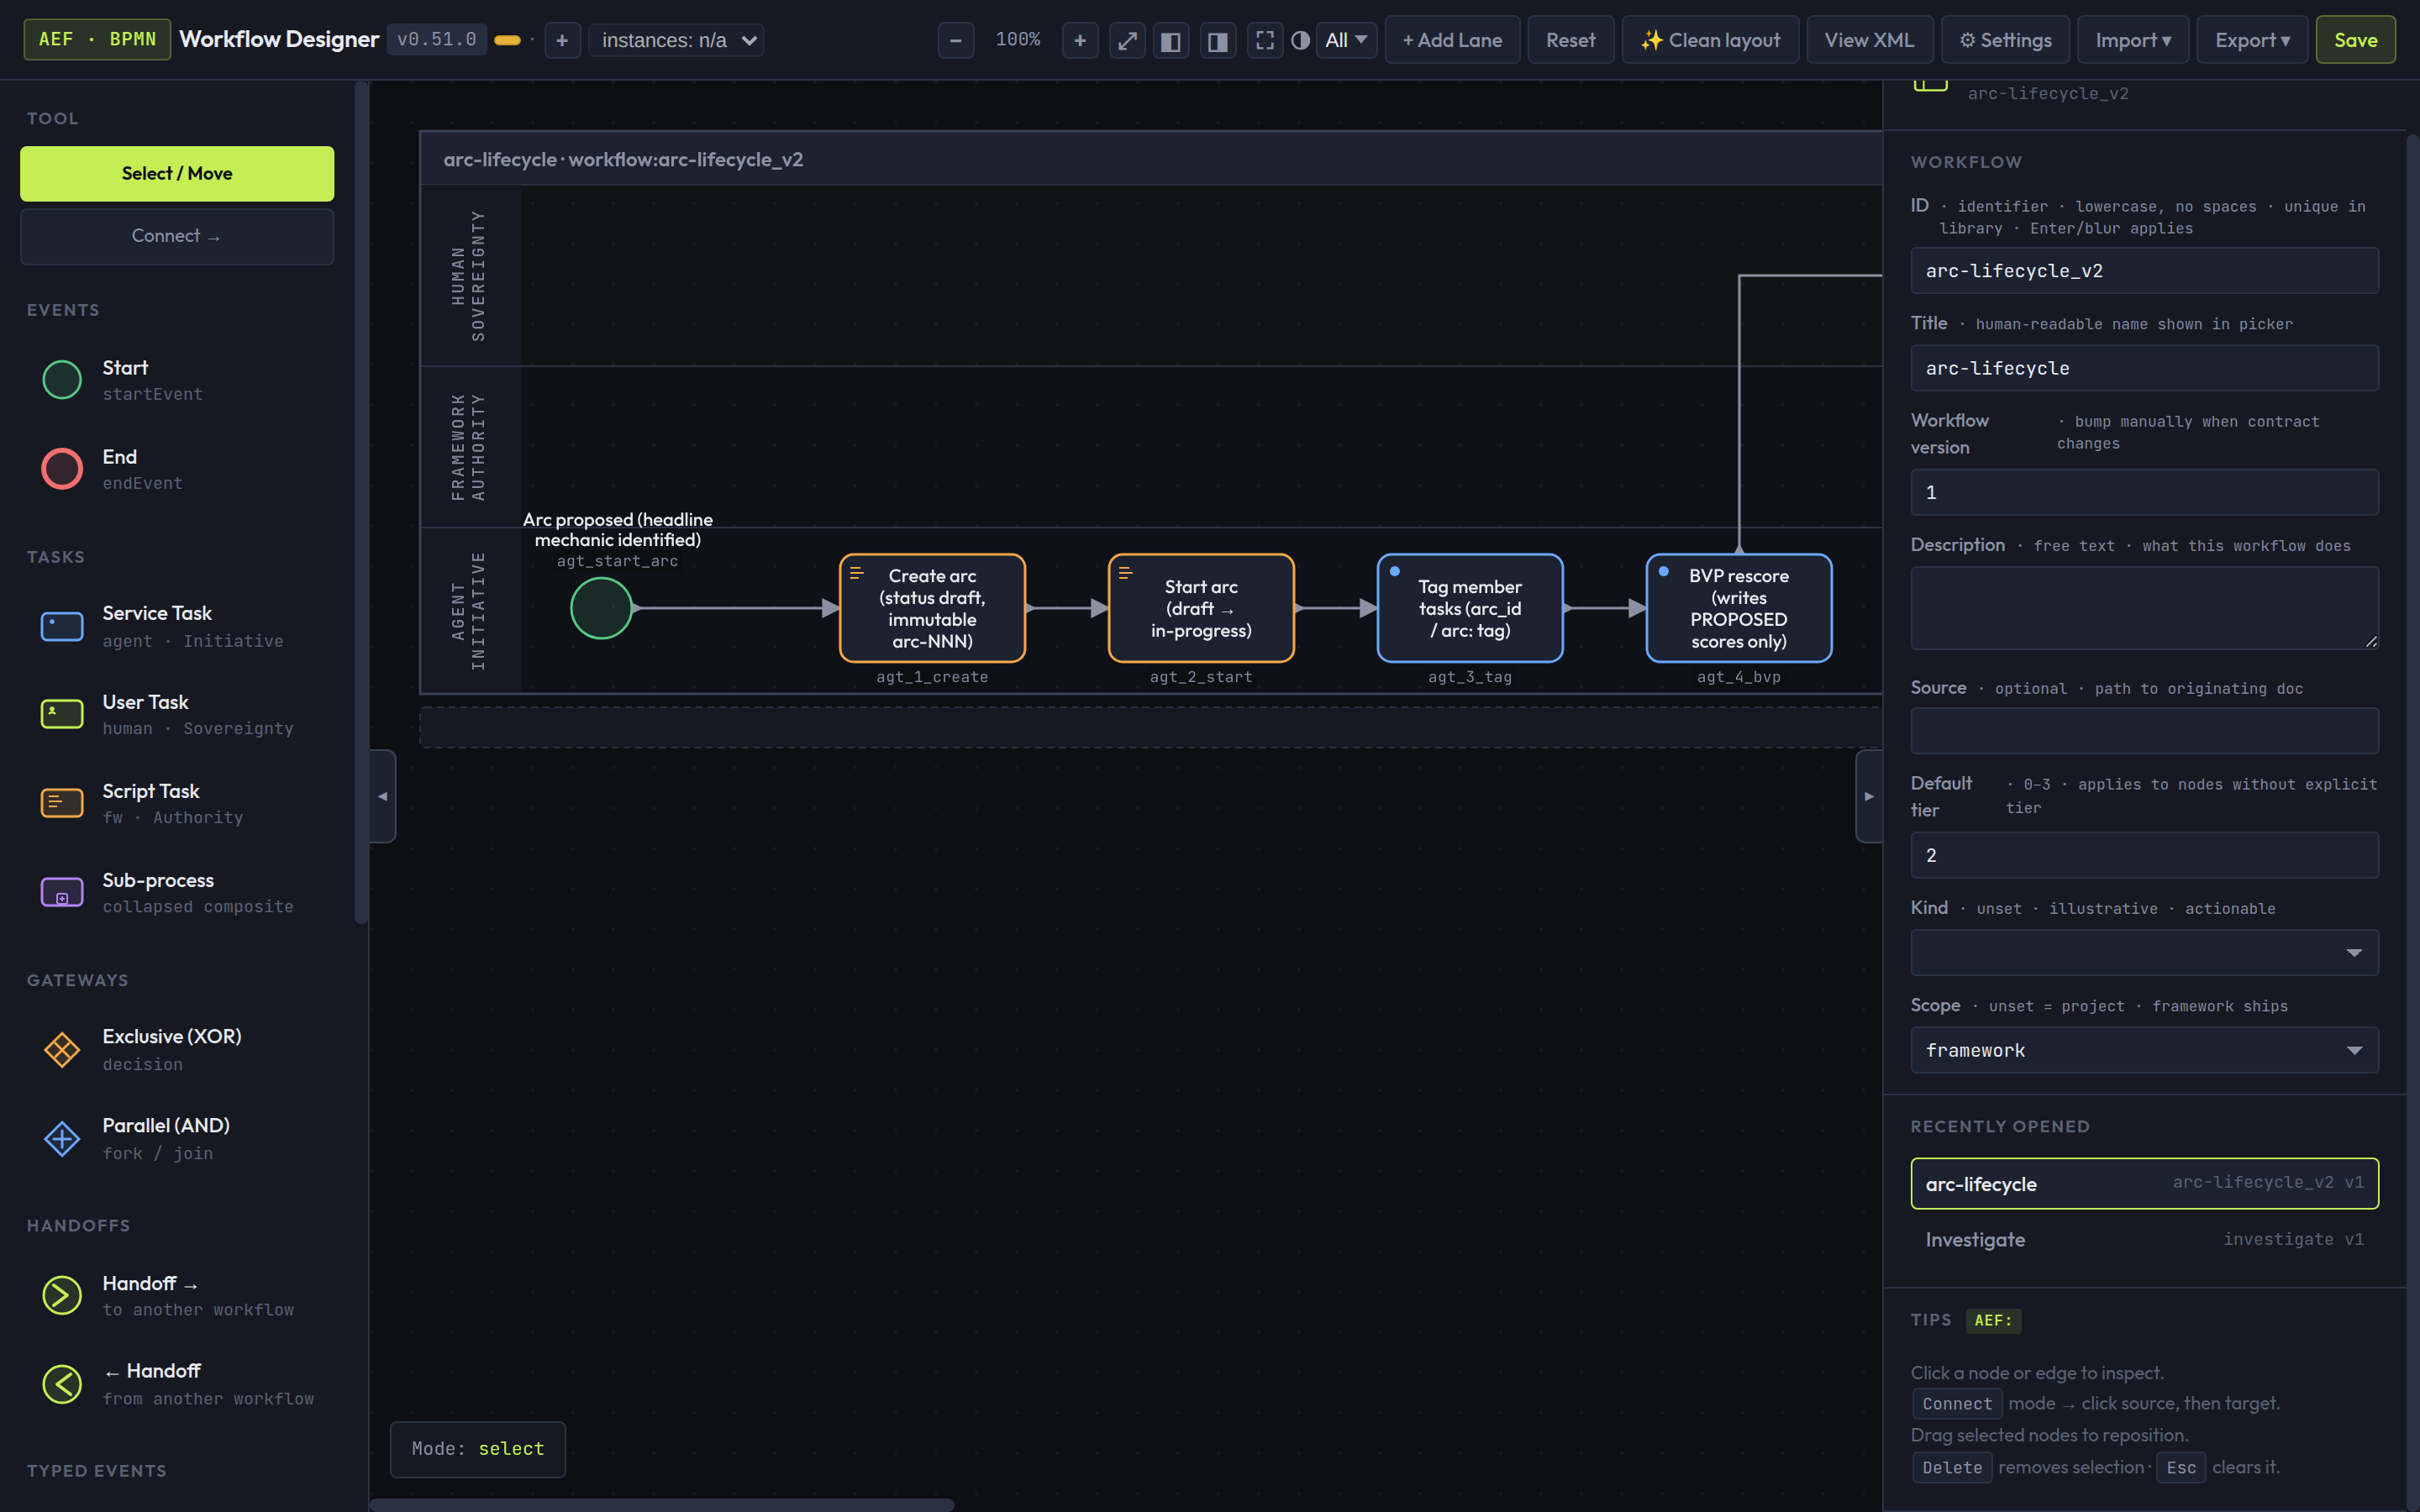 AEF · BPMN Workflow Designer v0.51.0 · + instances: n/a
− 100% + All + Add Lane Reset ✨ Clean layout View XML ⚙ Settings Import ▾ Export ▾ Save
TOOL
Select / Move
Connect →
EVENTS
Start
startEvent
End
endEvent
TASKS
Service Task
agent · Initiative
User Task
human · Sovereignty
Script Task
fw · Authority
Sub-process
collapsed composite
GATEWAYS
Exclusive (XOR)
decision
Parallel (AND)
fork / join
HANDOFFS
Handoff →
to another workflow
← Handoff
from another workflow
TYPED EVENTS
arc-lifecycle · workflow:arc-lifecycle_v2
HUMAN
SOVEREIGNTY
FRAMEWORK
AUTHORITY
AGENT
INITIATIVE
Arc proposed (headline
mechanic identified)
agt_start_arc
Create arc
(status draft,
immutable
arc-NNN)
agt_1_create
Start arc
(draft →
in-progress)
agt_2_start
Tag member
tasks (arc_id
/ arc: tag)
agt_3_tag
BVP rescore
(writes
PROPOSED
scores only)
agt_4_bvp
Mode: select
arc-lifecycle_v2
WORKFLOW
ID · identifier · lowercase, no spaces · unique in
library · Enter/blur applies
arc-lifecycle_v2
Title · human-readable name shown in picker
arc-lifecycle
Workflow · bump manually when contract
version changes
1
Description · free text · what this workflow does
Source · optional · path to originating doc
Default · 0–3 · applies to nodes without explicit
tier tier
2
Kind · unset · illustrative · actionable
Scope · unset = project · framework ships
framework
RECENTLY OPENED
arc-lifecycle arc-lifecycle_v2 v1
Investigate investigate v1
TIPS AEF:
Click a node or edge to inspect.
Connect mode → click source, then target.
Drag selected nodes to reposition.
Delete removes selection · Esc clears it.